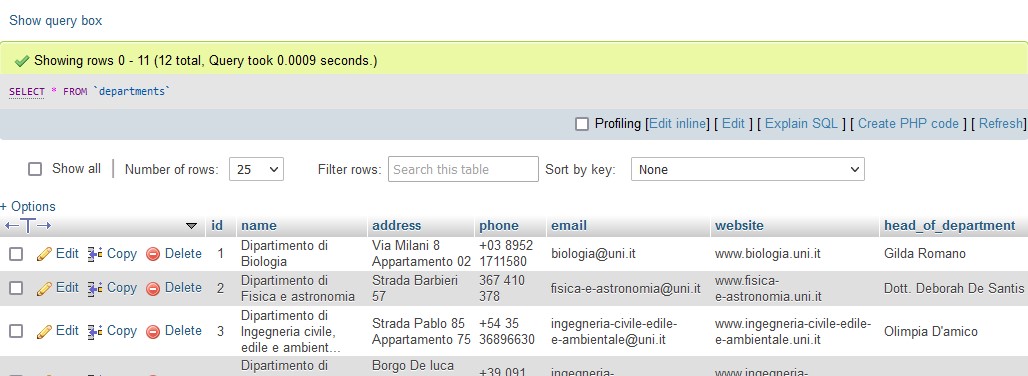 Show query box
Showing rows 0 - 11 (12 total, Query took 0.0009 seconds.)
SELECT * FROM `departments`
Profiling [Edit inline] [ Edit ] [ Explain SQL ] [ Create PHP code ] [ Refresh]
Show all Number of rows: 25 Filter rows: Search this table Sort by key: None
+ Options
←T→ id name address phone email website head_of_department
Edit Copy Delete 1 Dipartimento di Biologia Via Milani 8 Appartamento 02 +03 8952 1711580 biologia@uni.it www.biologia.uni.it Gilda Romano
Edit Copy Delete 2 Dipartimento di Fisica e astronomia Strada Barbieri 57 367 410 378 fisica-e-astronomia@uni.it www.fisica-e-astronomia.uni.it Dott. Deborah De Santis
Edit Copy Delete 3 Dipartimento di Ingegneria civile, edile e ambient... Strada Pablo 85 Appartamento 75 +54 35 36896630 ingegneria-civile-edile-e-ambientale@uni.it www.ingegneria-civile-edile-e-ambientale.uni.it Olimpia D'amico
Dipartimento di Borgo De luca +39 091 ingegneria- www.ingegneria-